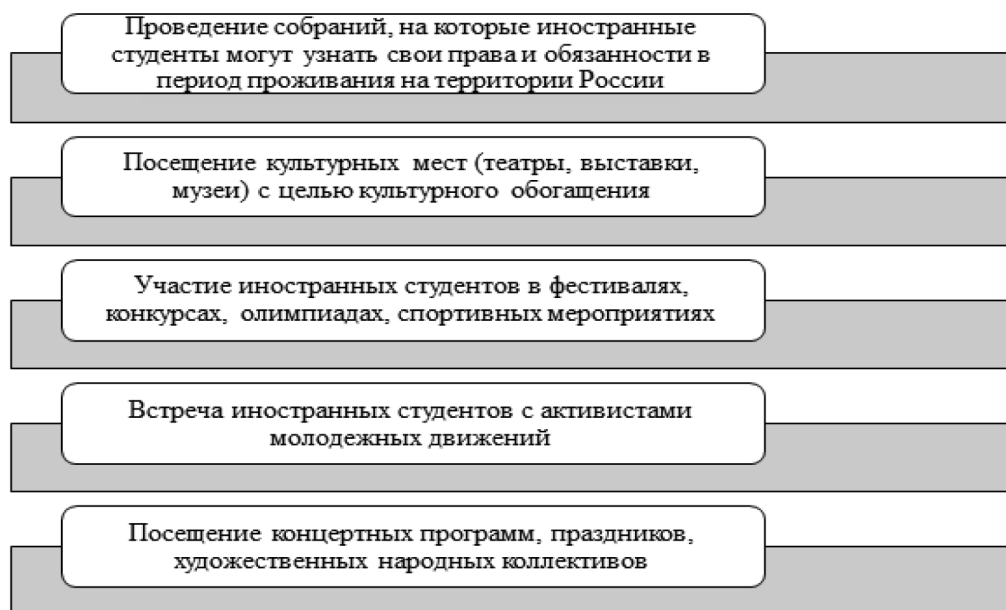 Проведение собраний, на которые иностранные
студенты могут узнать свои права и обязанности в
период проживания на территории России
Посещение культурных мест (театры, выставки,
музеи) с целью культурного обогащения
Участие иностранных студентов в фестивалях,
конкурсах, олимпиадах, спортивных мероприятиях
Встреча иностранных студентов с активистами
молодежных движений
Посещение концертных программ, праздников,
художественных народных коллективов